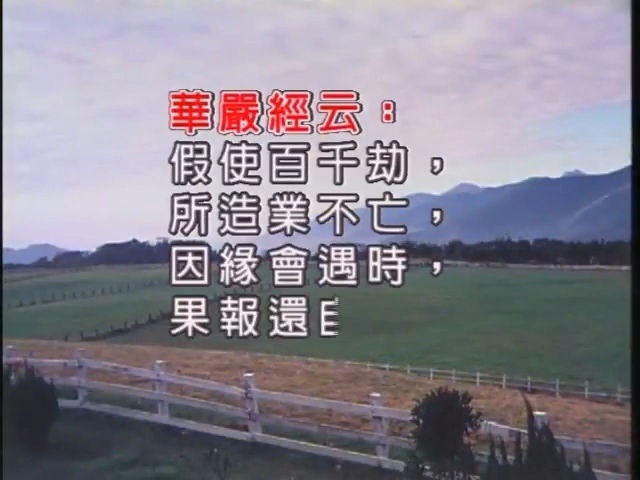 華嚴經云：
假使百千劫，
所造業不亡，
因緣會遇時，
果報還